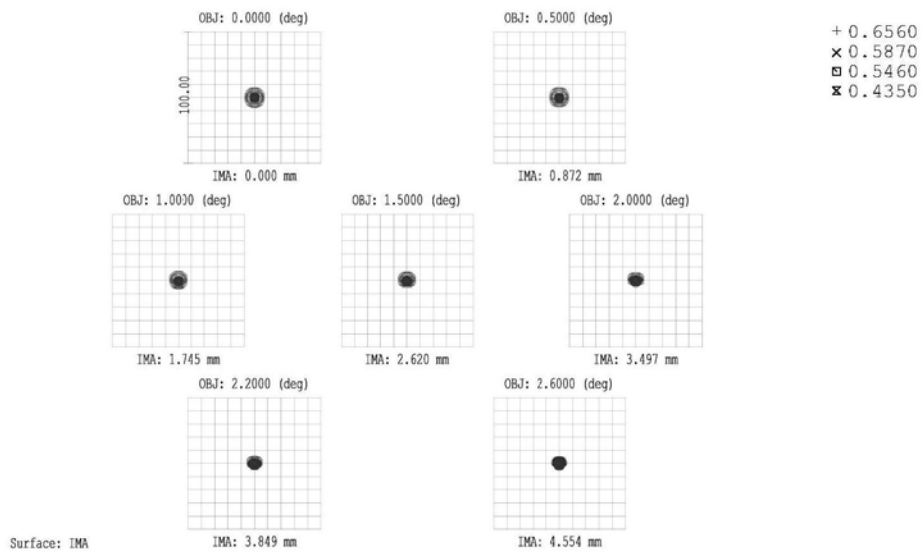 OBJ: 0.0000 (deg)
OBJ: 0.5000 (deg)
+ 0.6560
× 0.5870
0.5460
0.4350
100.00
IMA: 0.000 mm
IMA: 0.872 mm
OBJ: 1.0000 (deg)
OBJ: 1.5000 (deg)
OBJ: 2.0000 (deg)
IMA: 1.745 mm
IMA: 2.620 mm
IMA: 3.497 mm
OBJ: 2.2000 (deg)
OBJ: 2.6000 (deg)
IMA: 3.849 mm
IMA: 4.554 mm
Surface: IMA